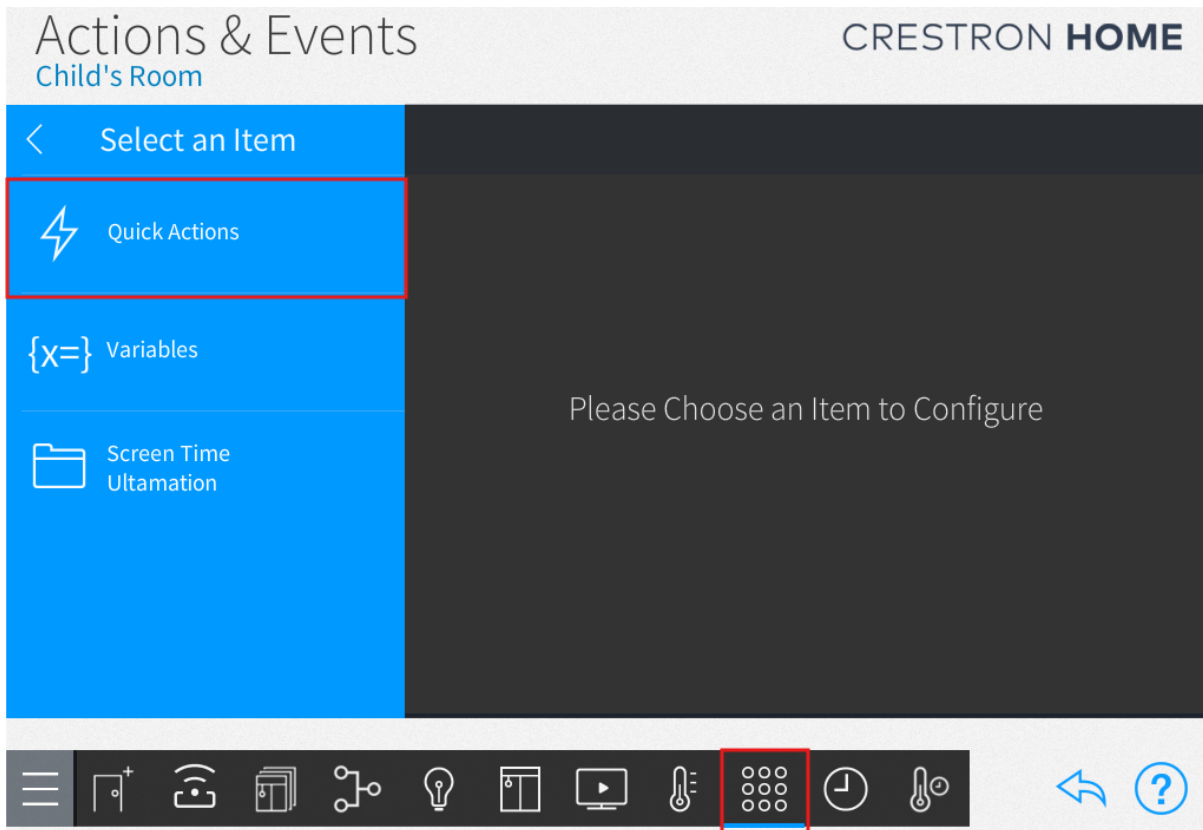 Actions & Events
CRESTRON HOME
Child's Room
Select an Item
Quick Actions
{x=} Variables
Please Choose an Item to Configure
Screen Time
Ultamation
?